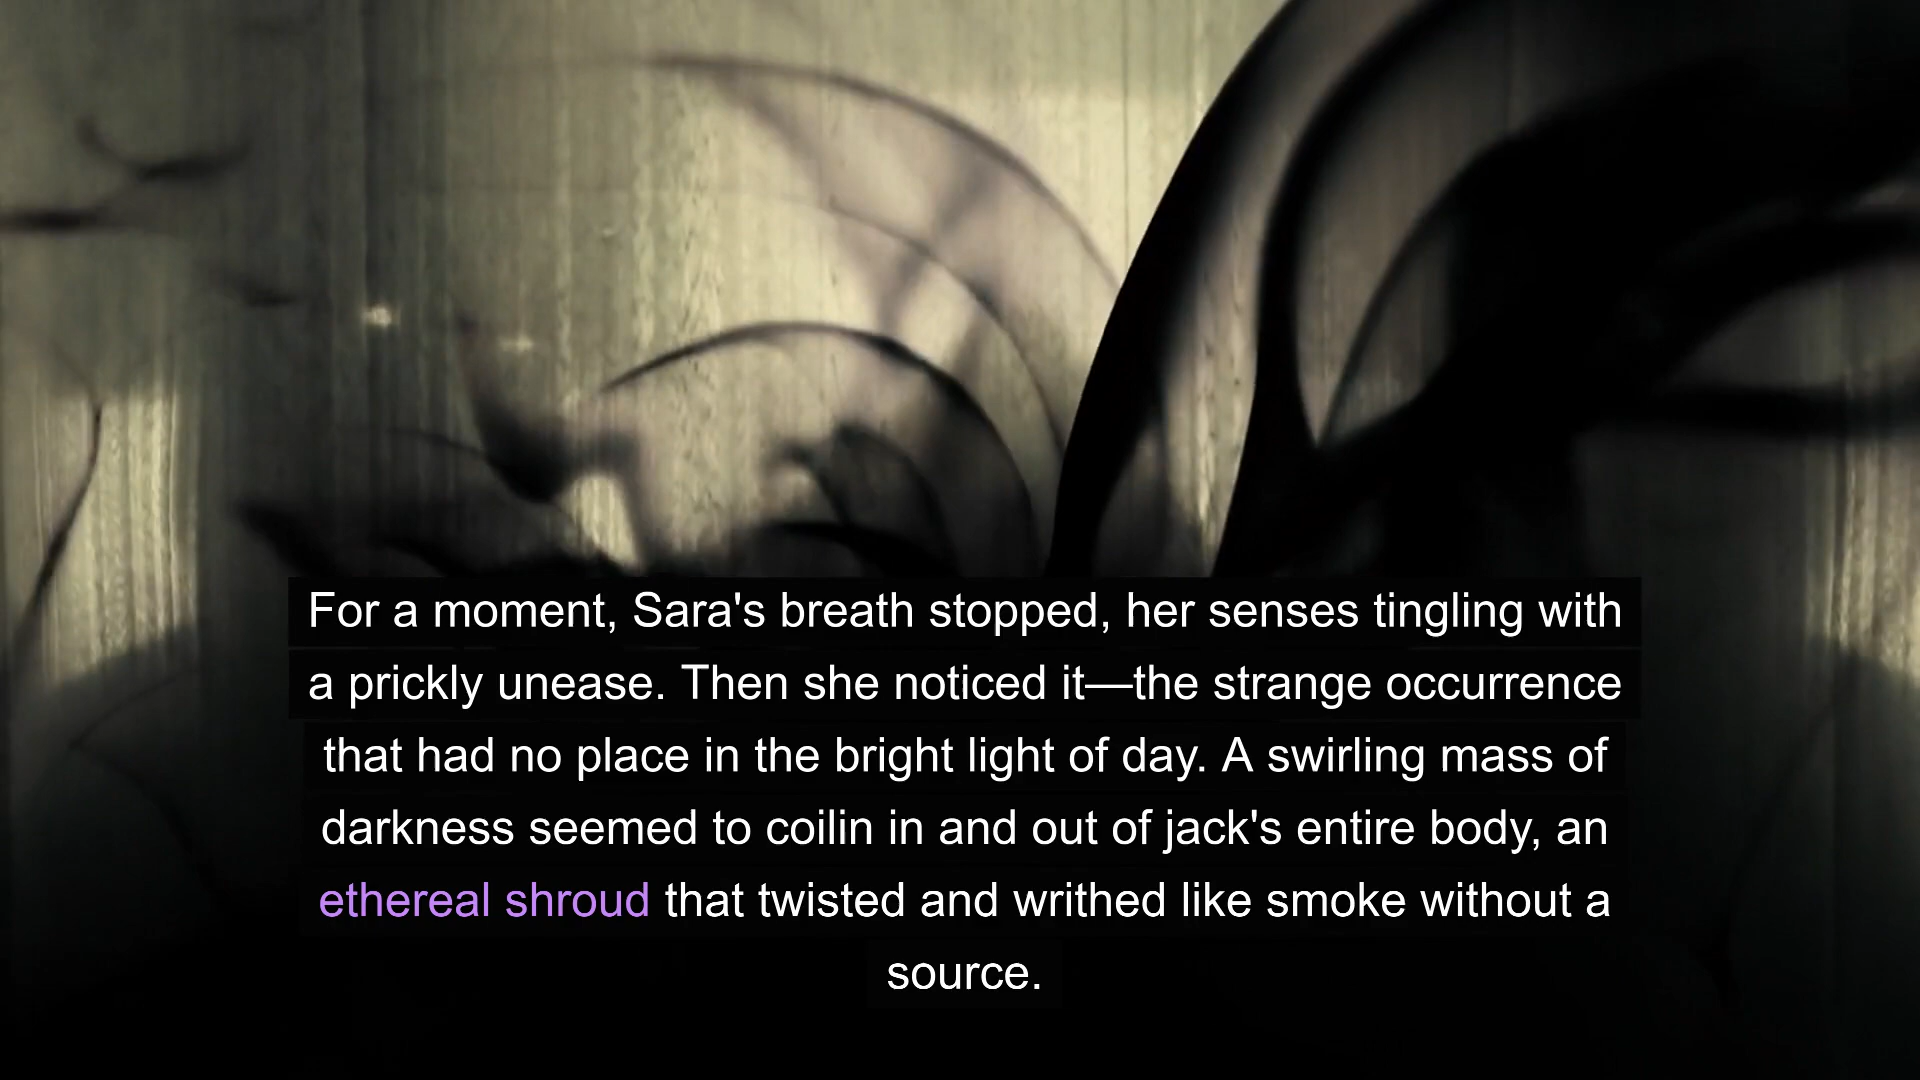 For a moment, Sara's breath stopped, her senses tingling with
a prickly unease. Then she noticed it—the strange occurrence
that had no place in the bright light of day. A swirling mass of
darkness seemed to coilin in and out of jack's entire body, an
ethereal shroud that twisted and writhed like smoke without a
source.